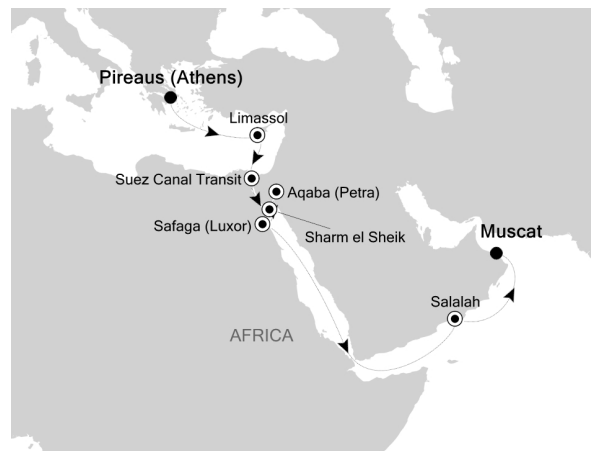 Pireaus (Athens)
Limassol
Suez Canal Transit
Aqaba (Petra)
Safaga (Luxor)
Sharm el Sheik
Muscat
Salalah
AFRICA